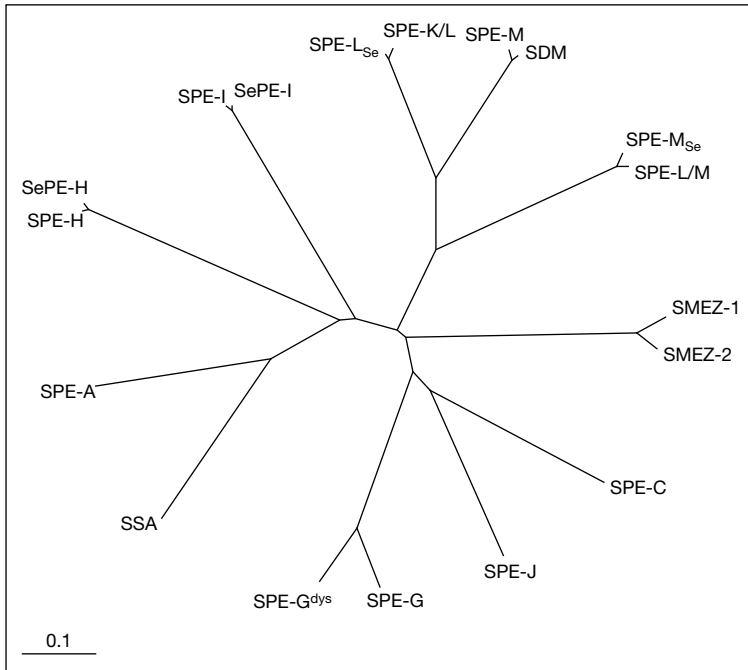 SPE-K/L
SPE-M
SPE-LSe
SDM
SPE-I
SePE-I
SPE-MSe
SPE-L/M
SePE-H
SPE-H
SMEZ-1
SMEZ-2
SPE-A
SPE-C
SSA
SPE-J
SPE-Gdys
SPE-G
0.1